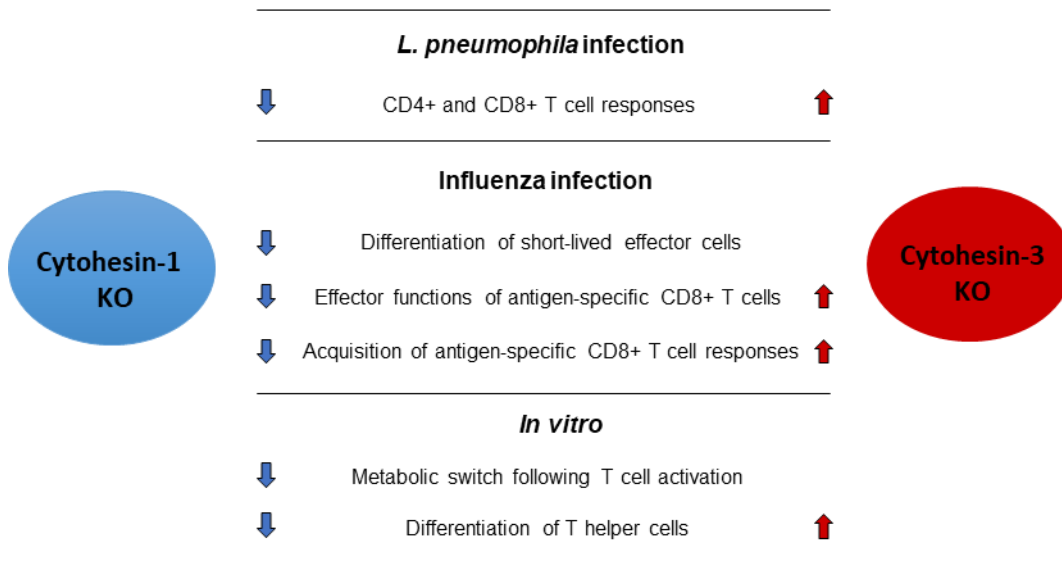 L. pneumophila infection
CD4+ and CD8+ T cell responses
Influenza infection
Differentiation of short-lived effector cells
Effector functions of antigen-specific CD8+ T cells
Acquisition of antigen-specific CD8+ T cell responses
In vitro
Metabolic switch following T cell activation
Differentiation of T helper cells
Cytohesin-1
KO
Cytohesin-3
KO